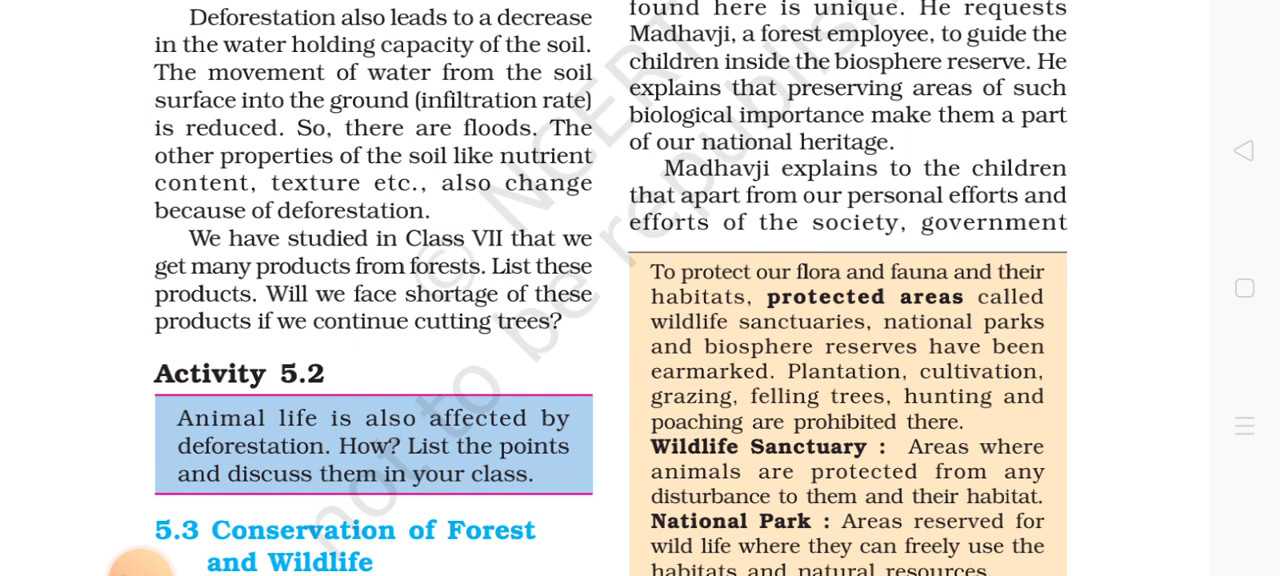 Deforestation also leads to a decrease
in the water holding capacity of the soil.
The movement of water from the soil
surface into the ground (infiltration rate)
is reduced. So, there are floods. The
other properties of the soil like nutrient
content, texture etc., also change
because of deforestation.
We have studied in Class VII that we
get many products from forests. List these
products. Will we face shortage of these
products if we continue cutting trees?
Activity 5.2
Animal life is also affected by
deforestation. How? List the points
and discuss them in your class.
5.3 Conservation of Forest
and Wildlife
found here is unique. He requests
Madhavji, a forest employee, to guide the
children inside the biosphere reserve. He
explains that preserving areas of such
biological importance make them a part
of our national heritage.
Madhavji explains to the children
that apart from our personal efforts and
efforts of the society, government
To protect our flora and fauna and their
habitats, protected areas called
wildlife sanctuaries, national parks
and biosphere reserves have been
earmarked. Plantation, cultivation,
grazing, felling trees, hunting and
poaching are prohibited there.
Wildlife Sanctuary : Areas where
animals are protected from any
disturbance to them and their habitat.
National Park : Areas reserved for
wild life where they can freely use the
habitats and natural resources.
© NCERT
not to be republish